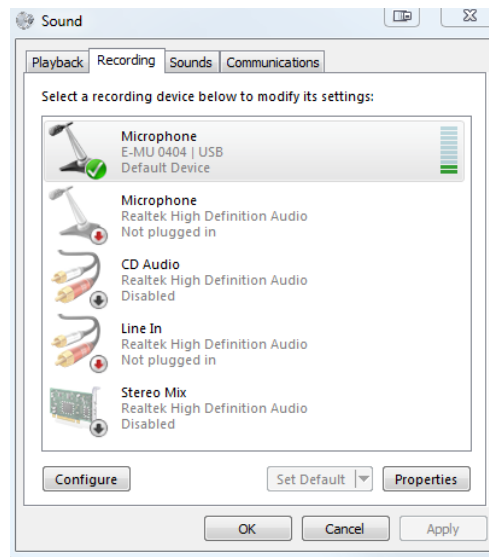 Sound
Playback Recording Sounds Communications
Select a recording device below to modify its settings:
Microphone
E-MU 0404 | USB
Default Device
Microphone
Realtek High Definition Audio
Not plugged in
CD Audio
Realtek High Definition Audio
Disabled
Line In
Realtek High Definition Audio
Not plugged in
Stereo Mix
Realtek High Definition Audio
Disabled
Configure Set Default Properties
OK Cancel Apply